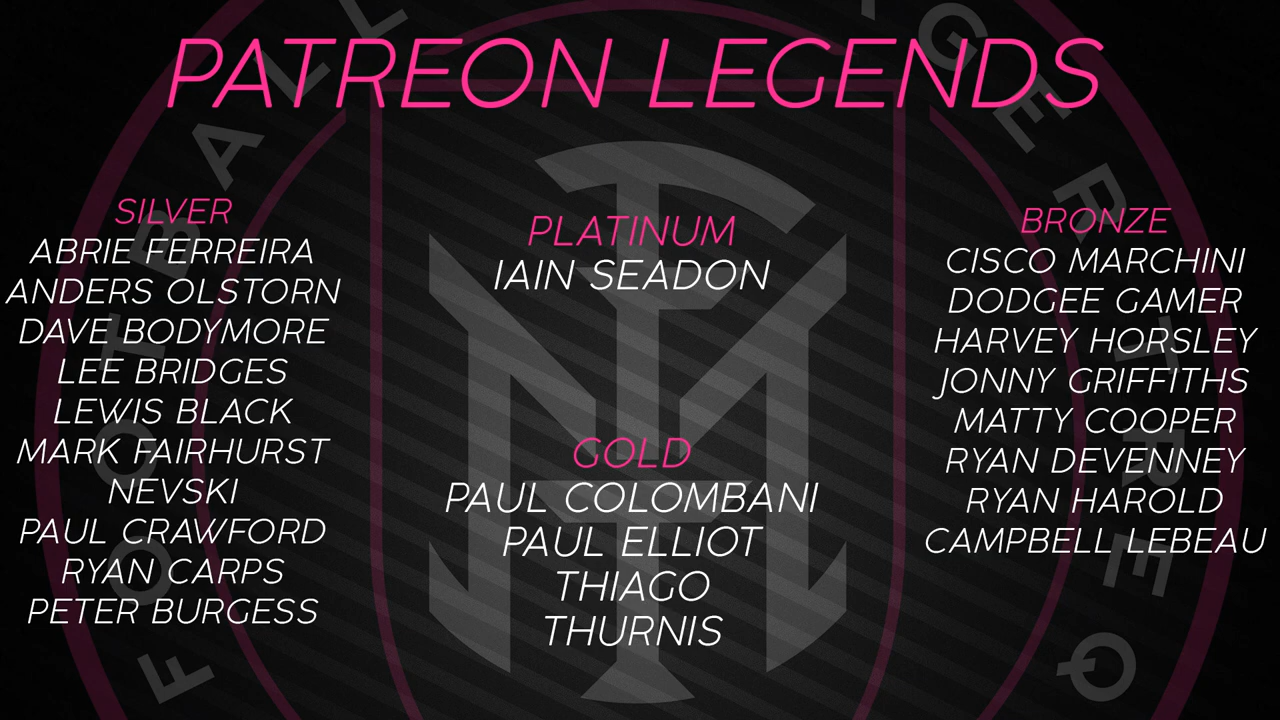 PATREON LEGENDS
SILVER
ABRIE FERREIRA
ANDERS OLSTORN
DAVE BODYMORE
LEE BRIDGES
LEWIS BLACK
MARK FAIRHURST
NEVSKI
PAUL CRAWFORD
RYAN CARPS
PETER BURGESS
PLATINUM
IAIN SEADON
GOLD
PAUL COLOMBANI
PAUL ELLIOT
THIAGO
THURNIS
BRONZE
CISCO MARCHINI
DODGEE GAMER
HARVEY HORSLEY
JONNY GRIFFITHS
MATTY COOPER
RYAN DEVENNEY
RYAN HAROLD
CAMPBELL LEBEAU
FOOTBALL